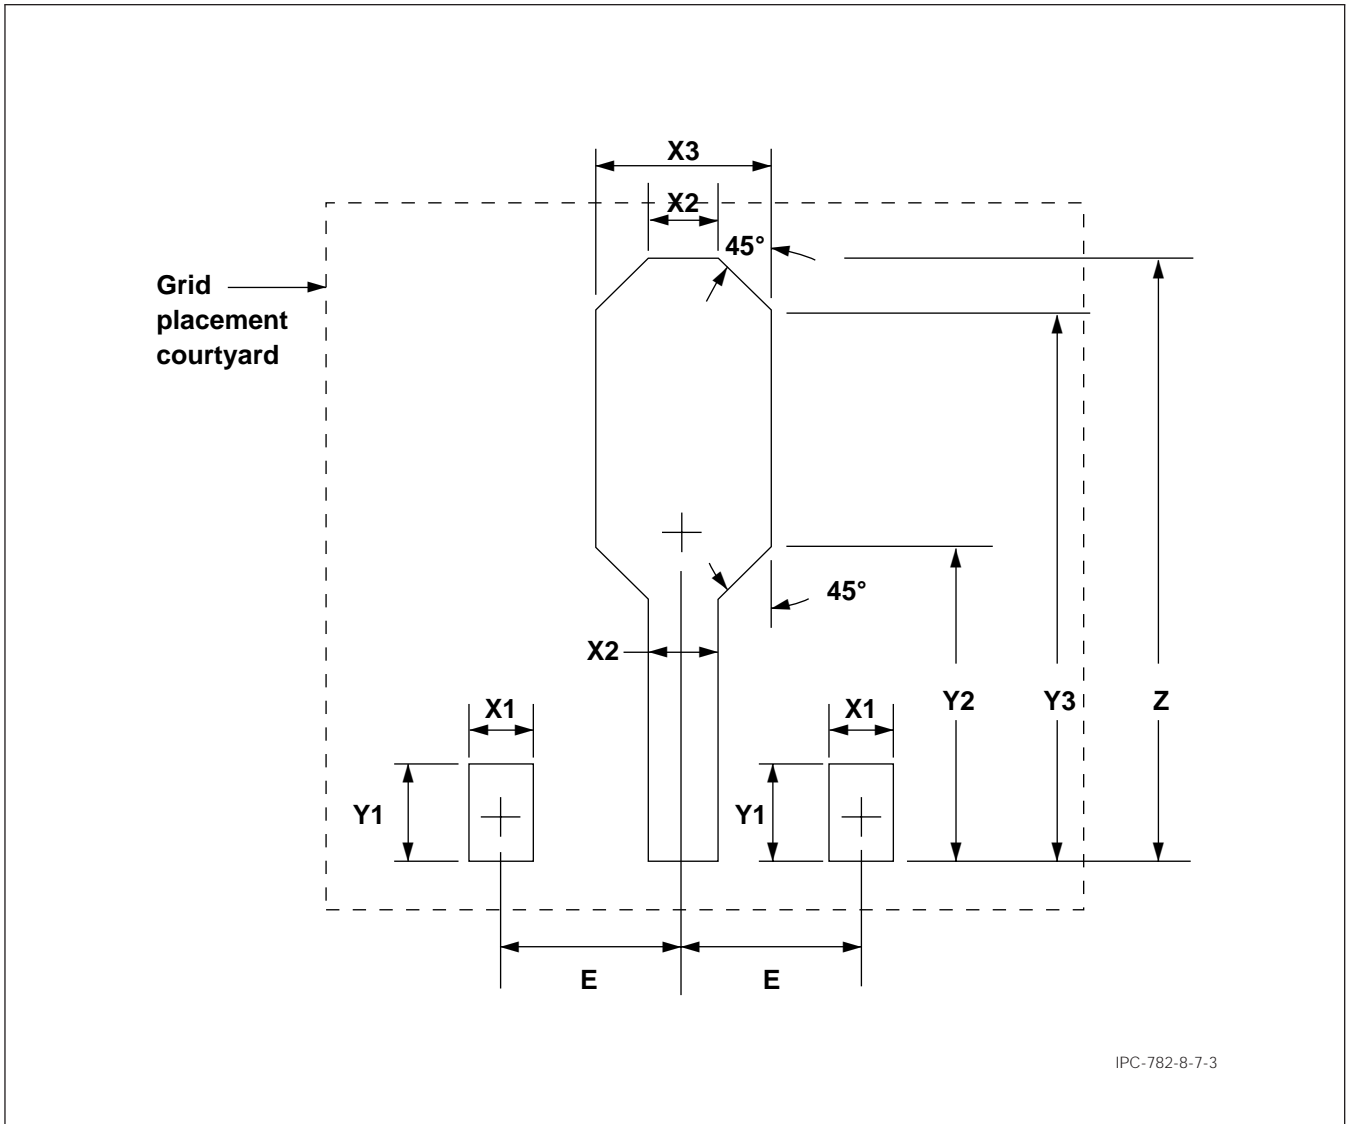 X3
X2
45°
Grid
placement
courtyard
45°
X2
Y2
Y3
Z
X1
X1
Y1
Y1
E
E
IPC-782-8-7-3